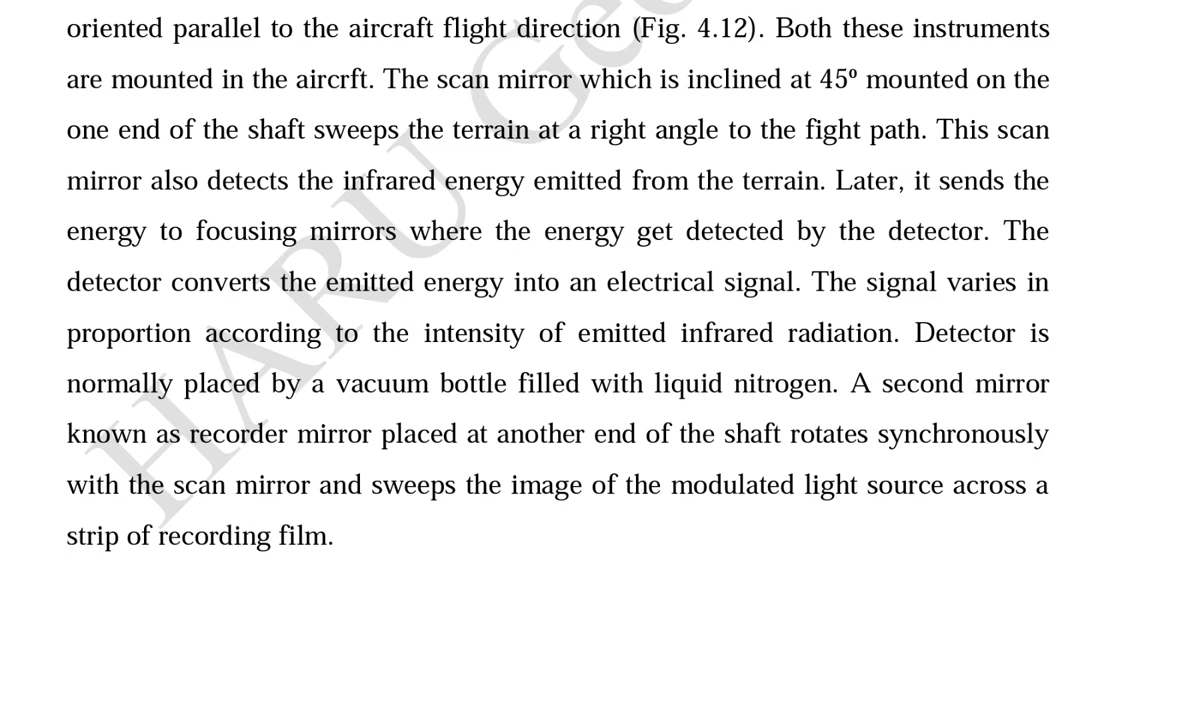 oriented parallel to the aircraft flight direction (Fig. 4.12). Both these instruments
are mounted in the aircrft. The scan mirror which is inclined at 45º mounted on the
one end of the shaft sweeps the terrain at a right angle to the fight path. This scan
mirror also detects the infrared energy emitted from the terrain. Later, it sends the
energy to focusing mirrors where the energy get detected by the detector. The
detector converts the emitted energy into an electrical signal. The signal varies in
proportion according to the intensity of emitted infrared radiation. Detector is
normally placed by a vacuum bottle filled with liquid nitrogen. A second mirror
known as recorder mirror placed at another end of the shaft rotates synchronously
with the scan mirror and sweeps the image of the modulated light source across a
strip of recording film.
HARU